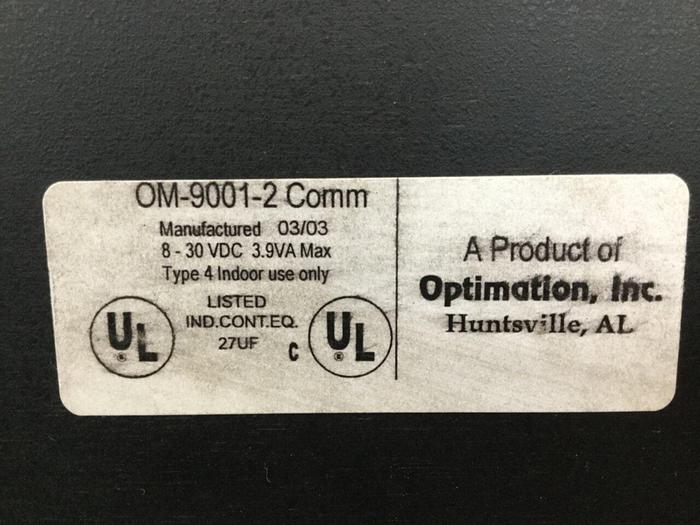 OM-9001-2 Comm
Manufactured 03/03
8 - 30 VDC 3.9VA Max
Type 4 Indoor use only
LISTED
IND.CONT.EQ.
27UF
UL ®
C UL ®
A Product of
Optimation, Inc.
Huntsville, AL